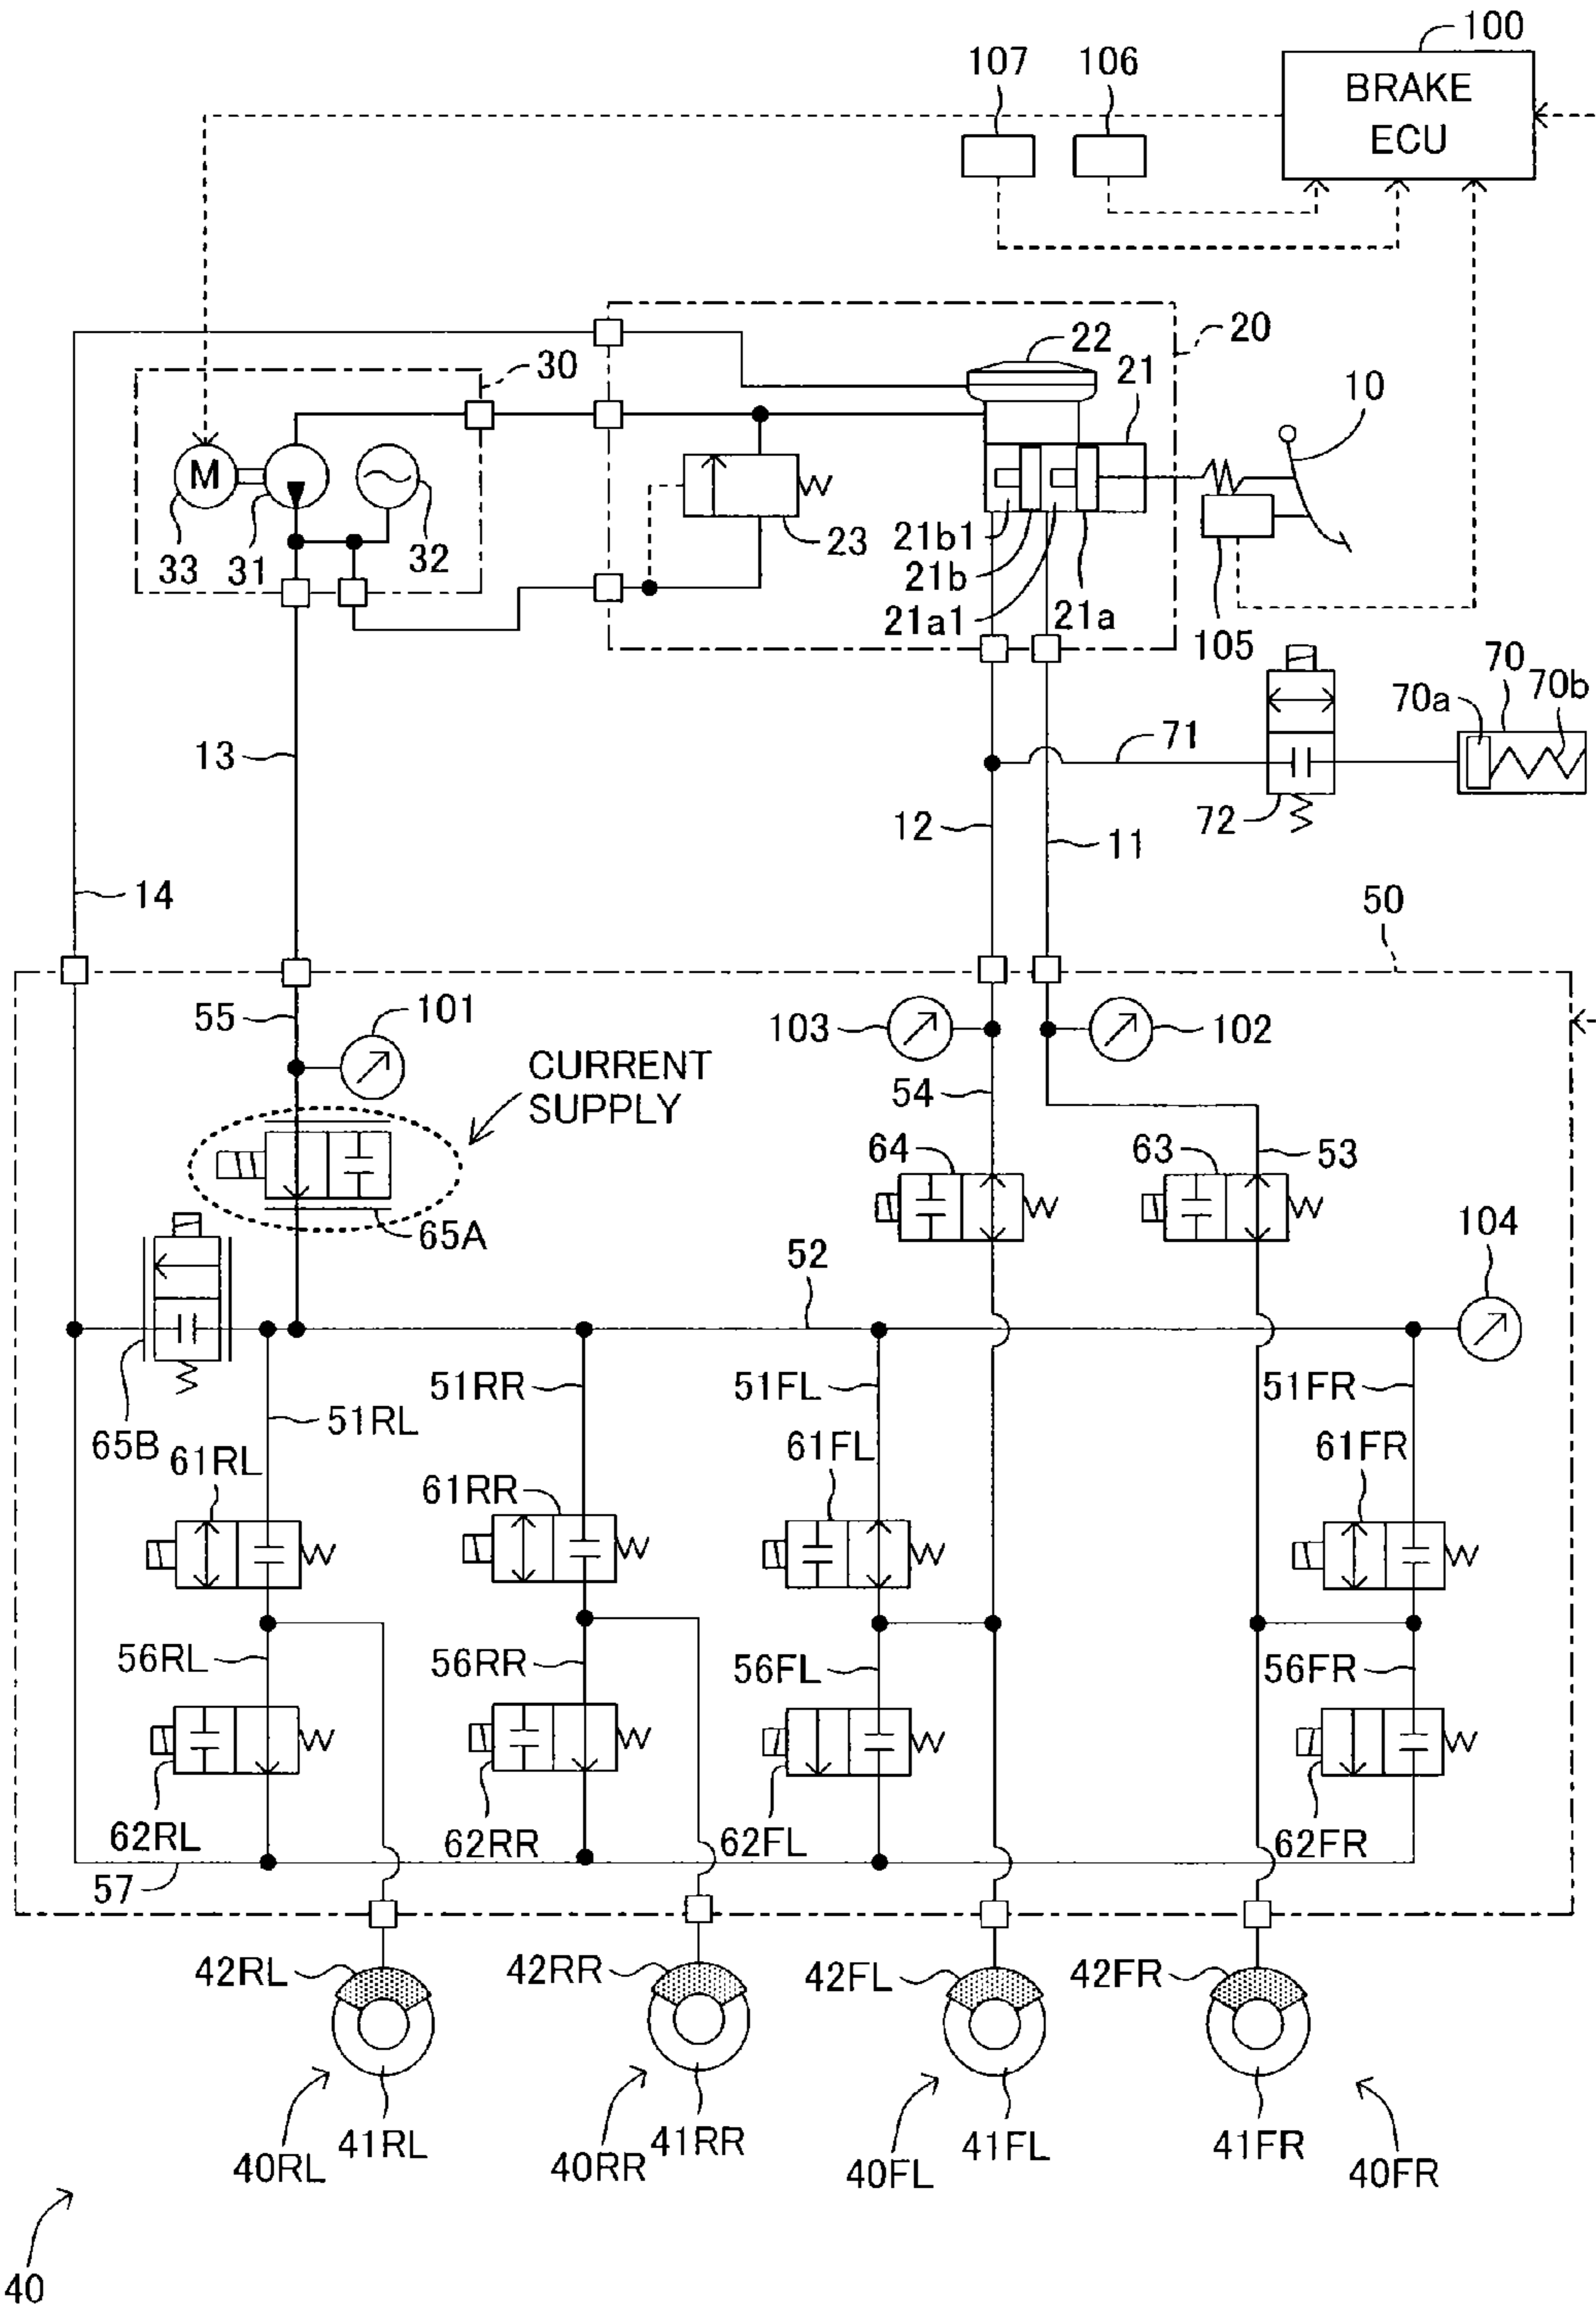 100
107 106
BRAKE
ECU
20
22
30
21
10
M
23
21b1
33 31 32
21b
21a1 21a
105
70
70b
70a
71
13
72
12
11
14
50
55 101
103 102
CURRENT
SUPPLY
54
64 63 53
65A
104
52
51RR 51FL 51FR
51RL
65B
61RL 61FL 61FR
61RR
56RL 56RR 56FL 56FR
62RL 62RR 62FL 62FR
57
42RL 42RR 42FL 42FR
41RL 41RR 41FL 41FR
40RL 40RR 40FL 40FR
40